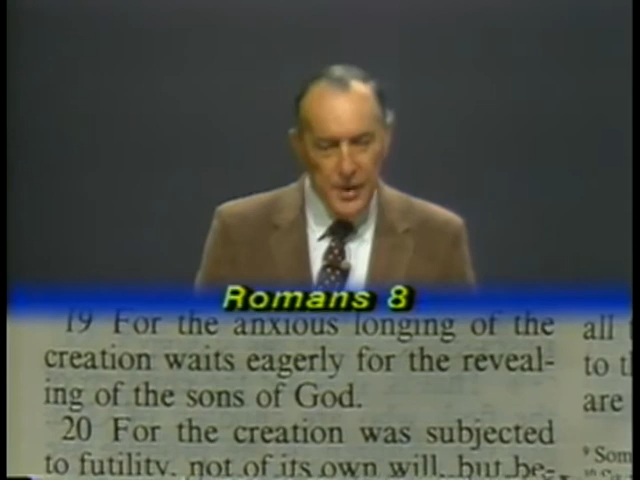 Romans 8
19 For the anxious longing of the
creation waits eagerly for the reveal-
ing of the sons of God.
20 For the creation was subjected
to futility, not of its own will, but be-
all
to
are
⁹ Som